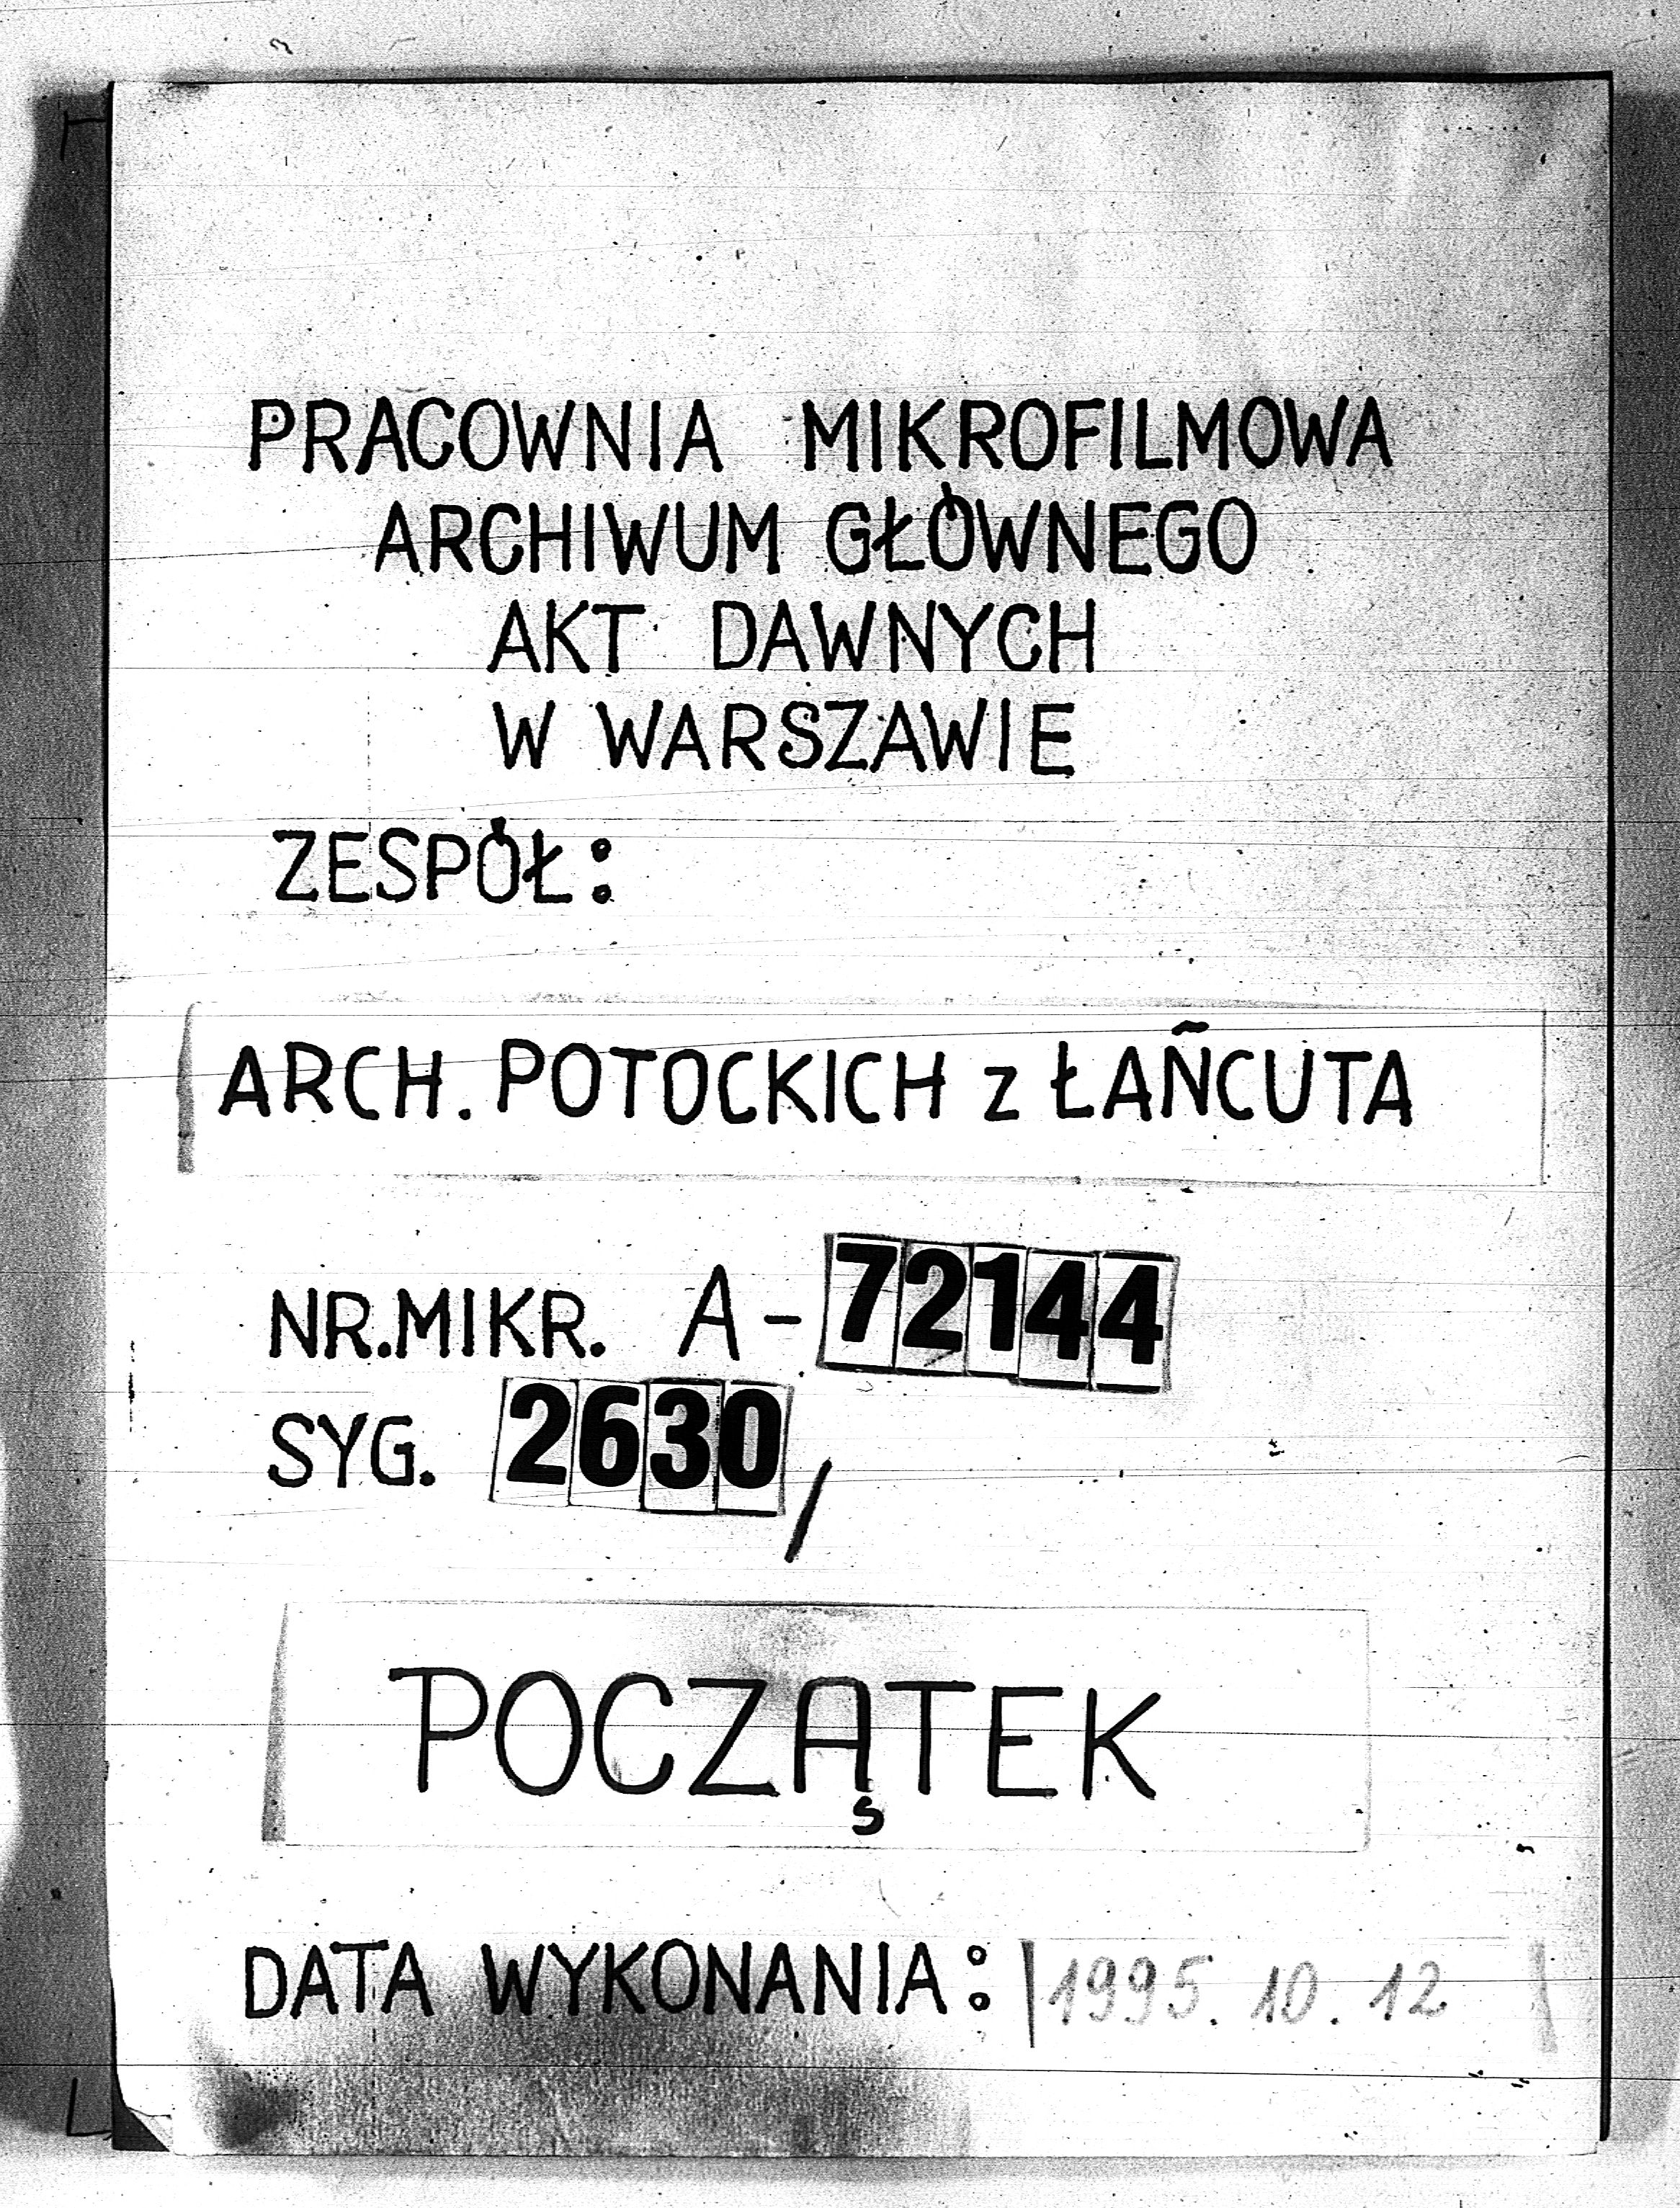 PRACOWNIA MIKROFILMOWA
ARCHIWUM GŁÓWNEGO
AKT DAWNYCH
W WARSZAWIE
ZESPÓŁ:
ARCH. POTOCKICH z ŁAÑCUTA
NR.MIKR. A-72144
SYG. 2630/
POCZĄTEK
DATA WYKONANIA: 1995.10.12